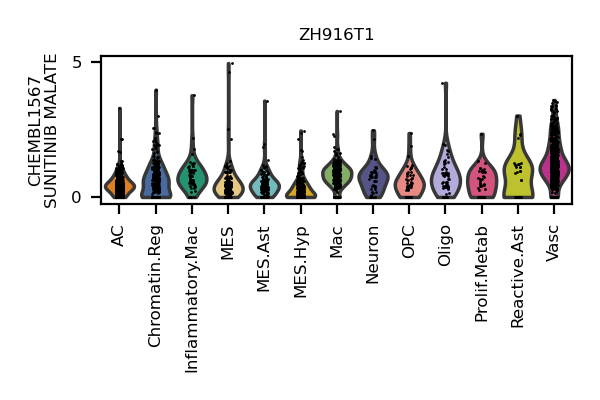 ZH916T1
CHEMBL1567
SUNITINIB MALATE
5
0
AC
Chromatin.Reg
Inflammatory.Mac
MES
MES.Ast
MES.Hyp
Mac
Neuron
OPC
Oligo
Prolif.Metab
Reactive.Ast
Vasc